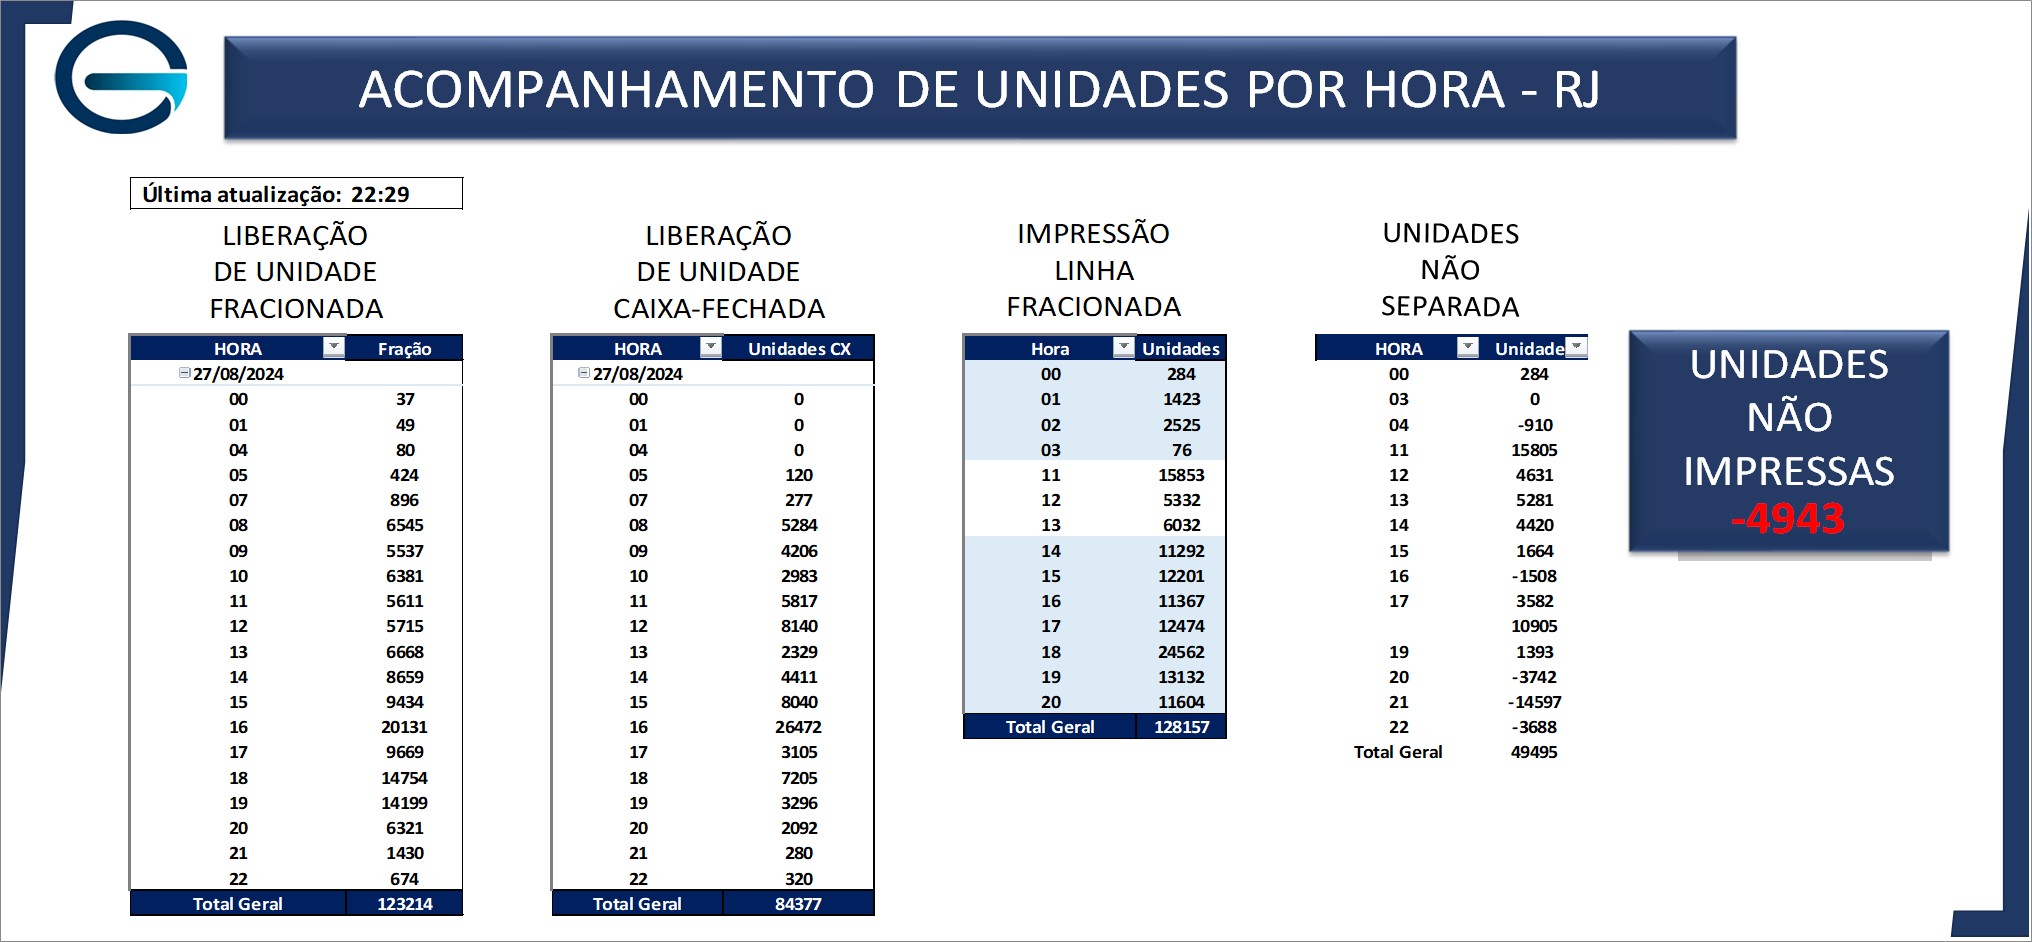 ACOMPANHAMENTO DE UNIDADES POR HORA - RJ
Última atualização: 22:29
LIBERAÇÃO
DE UNIDADE
FRACIONADA
HORA Fração
27/08/2024
00 37
01 49
04 80
05 424
07 896
08 6545
09 5537
10 6381
11 5611
12 5715
13 6668
14 8659
15 9434
16 20131
17 9669
18 14754
19 14199
20 6321
21 1430
22 674
Total Geral 123214
LIBERAÇÃO
DE UNIDADE
CAIXA-FECHADA
HORA Unidades CX
27/08/2024
00 0
01 0
04 0
05 120
07 277
08 5284
09 4206
10 2983
11 5817
12 8140
13 2329
14 4411
15 8040
16 26472
17 3105
18 7205
19 3296
20 2092
21 280
22 320
Total Geral 84377
IMPRESSÃO
LINHA
FRACIONADA
Hora Unidades
00 284
01 1423
02 2525
03 76
11 15853
12 5332
13 6032
14 11292
15 12201
16 11367
17 12474
18 24562
19 13132
20 11604
Total Geral 128157
UNIDADES
NÃO
SEPARADA
HORA Unidade
00 284
03 0
04 -910
11 15805
12 4631
13 5281
14 4420
15 1664
16 -1508
17 3582
10905
19 1393
20 -3742
21 -14597
22 -3688
Total Geral 49495
UNIDADES
NÃO
IMPRESSAS
-4943